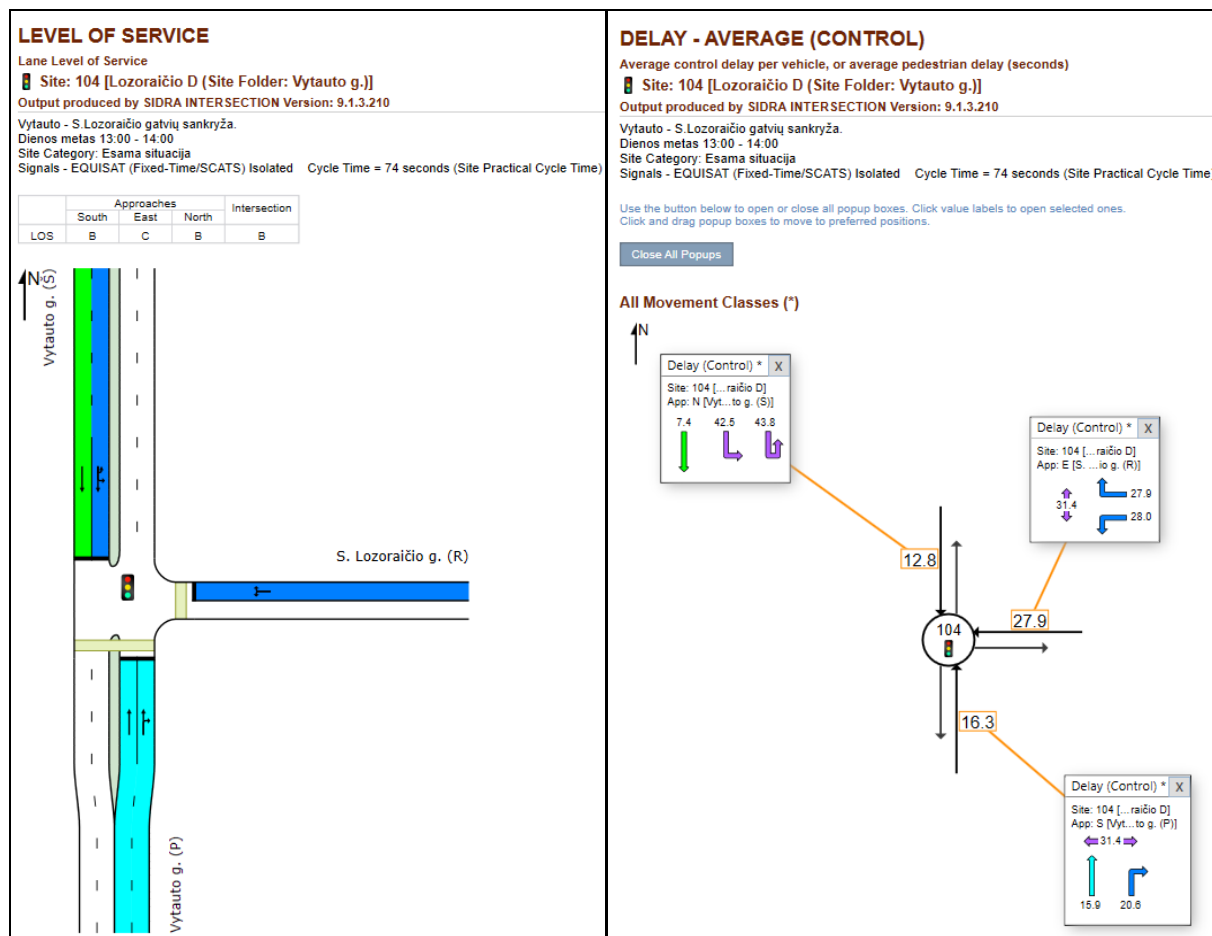 LEVEL OF SERVICE
Lane Level of Service
Site: 104 [Lozoraičio D (Site Folder: Vytauto g.)]
Output produced by SIDRA INTERSECTION Version: 9.1.3.210
Vytauto - S.Lozoraičio gatvių sankryža.
Dienos metas 13:00 - 14:00
Site Category: Esama situacija
Signals - EQUISAT (Fixed-Time/SCATS) Isolated Cycle Time = 74 seconds (Site Practical Cycle Time)
Approaches Intersection
South East North
LOS B C B B
N
Vytauto g. (Š)
S. Lozoraičio g. (R)
Vytauto g. (P)
DELAY - AVERAGE (CONTROL)
Average control delay per vehicle, or average pedestrian delay (seconds)
Site: 104 [Lozoraičio D (Site Folder: Vytauto g.)]
Output produced by SIDRA INTERSECTION Version: 9.1.3.210
Vytauto - S.Lozoraičio gatvių sankryža.
Dienos metas 13:00 - 14:00
Site Category: Esama situacija
Signals - EQUISAT (Fixed-Time/SCATS) Isolated Cycle Time = 74 seconds (Site Practical Cycle Time)
Use the button below to open or close all popup boxes. Click value labels to open selected ones.
Click and drag popup boxes to move to preferred positions.
Close All Popups
All Movement Classes (*)
N
Delay (Control) * X
Site: 104 [...raičio D]
App: N [Vyt...to g. (S)]
7.4 42.5 43.8
Delay (Control) * X
Site: 104 [...raičio D]
App: E [S. ...io g. (R)]
27.9
31.4
28.0
12.8
104
27.9
16.3
Delay (Control) * X
Site: 104 [...raičio D]
App: S [Vyt...to g. (P)]
31.4
15.9 20.6